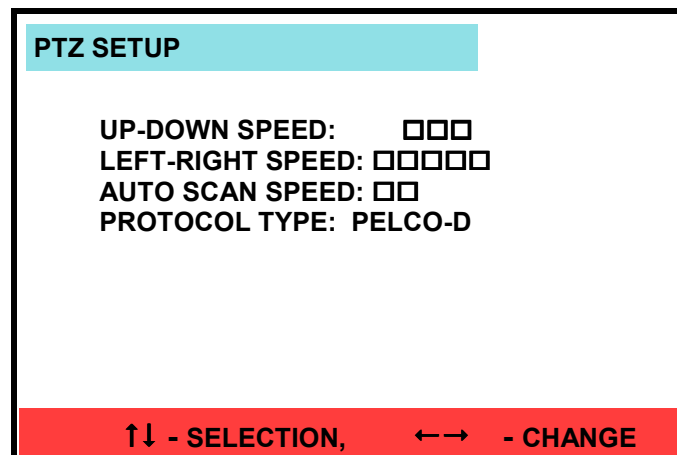 PTZ SETUP
UP-DOWN SPEED: □□□
LEFT-RIGHT SPEED: □□□□□
AUTO SCAN SPEED: □□
PROTOCOL TYPE: PELCO-D
↑↓ - SELECTION, ←→ - CHANGE